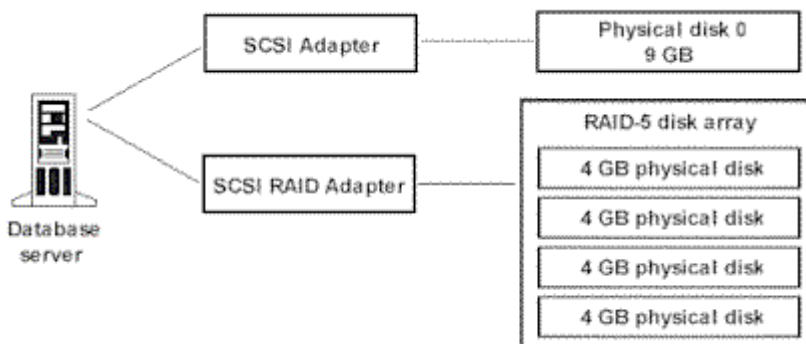 SCSI Adapter
Physical disk 0
9 GB
RAID-5 disk array
4 GB physical disk
SCSI RAID Adapter
4 GB physical disk
4 GB physical disk
4 GB physical disk
Database
server